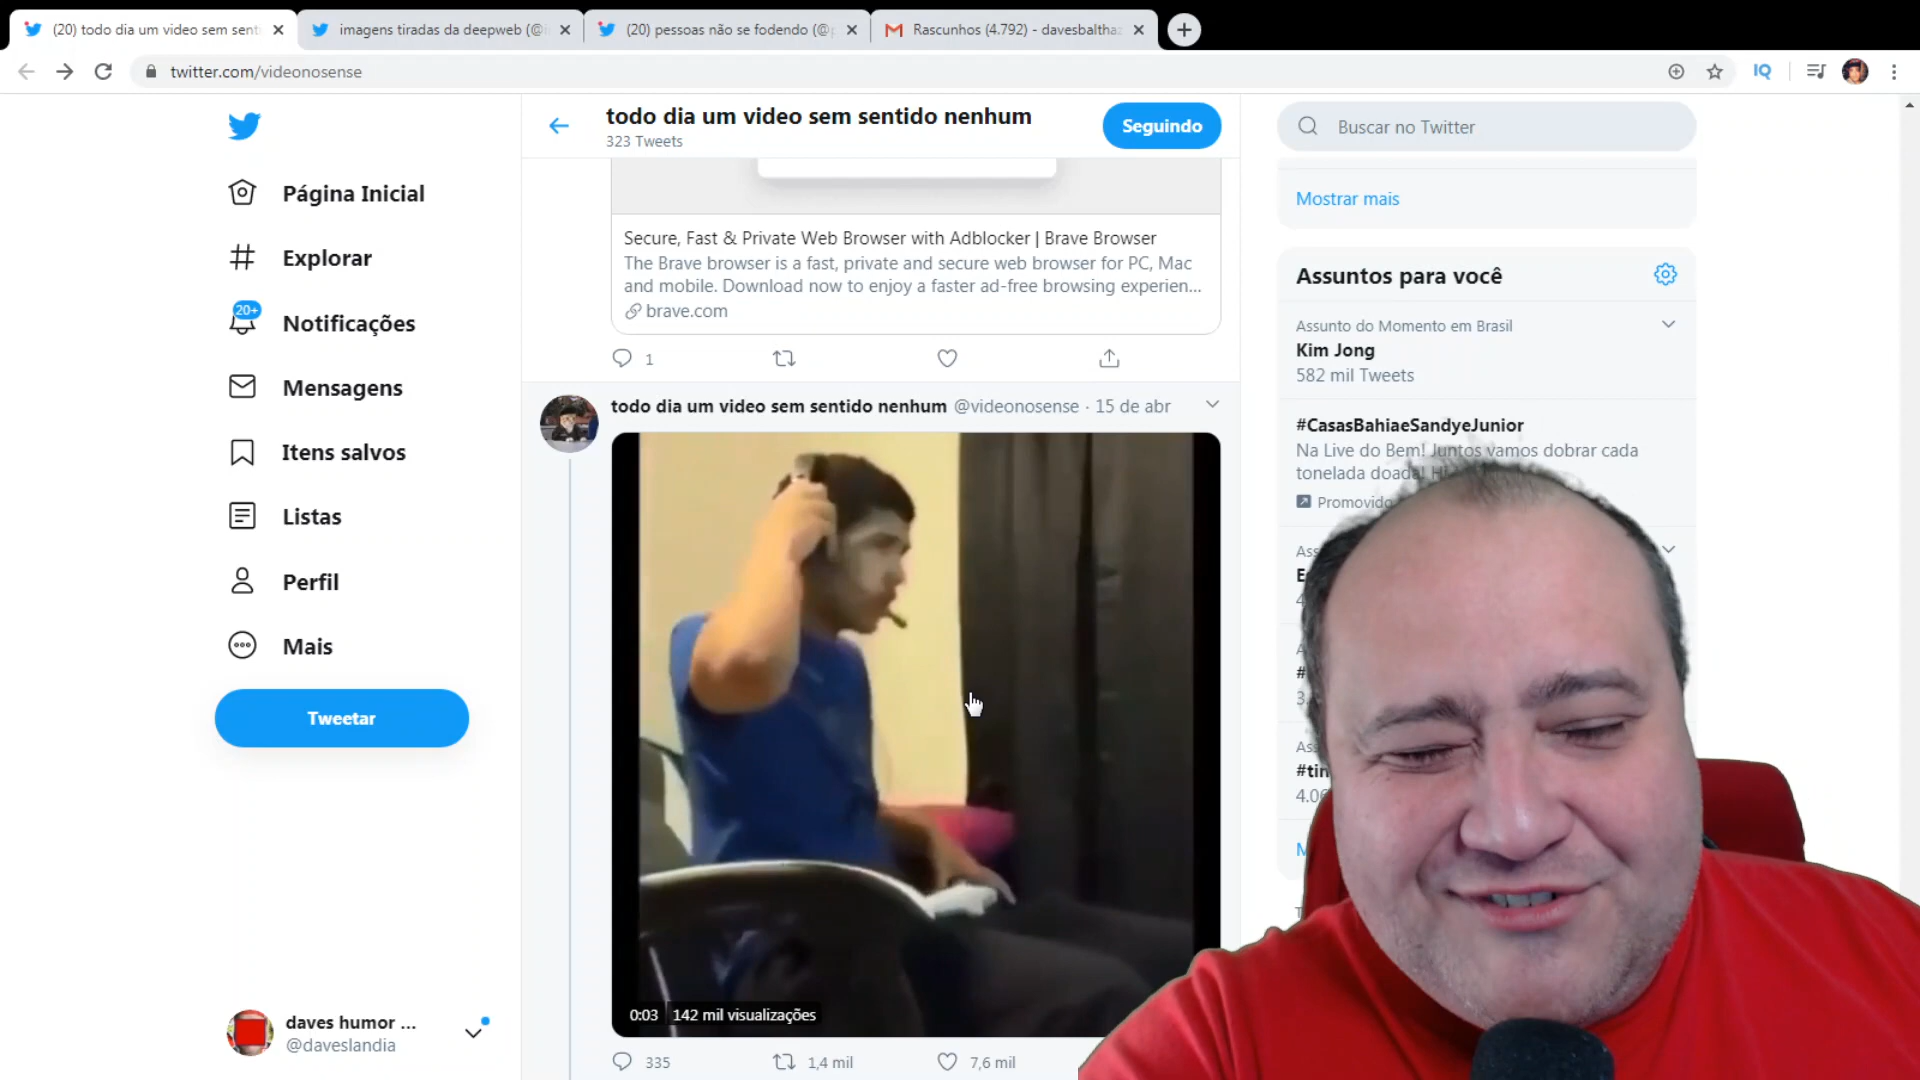 (20) todo dia um video sem sent
imagens tiradas da deepweb (@i
(20) pessoas não se fodendo (@p
Rascunhos (4.792) - davesbaltha
twitter.com/videonosense
IQ
Página Inicial
Explorar
20+
Notificações
Mensagens
Itens salvos
Listas
Perfil
Mais
Tweetar
daves humor ...
@daveslandia
todo dia um video sem sentido nenhum
323 Tweets
Seguindo
Secure, Fast & Private Web Browser with Adblocker | Brave Browser
The Brave browser is a fast, private and secure web browser for PC, Mac
and mobile. Download now to enjoy a faster ad-free browsing experien...
brave.com
1
todo dia um video sem sentido nenhum @videonosense · 15 de abr
0:03 142 mil visualizações
335 1,4 mil 7,6 mil
Buscar no Twitter
Mostrar mais
Assuntos para você
Assunto do Momento em Brasil
Kim Jong
582 mil Tweets
#CasasBahiaeSandyeJunior
Na Live do Bem! Juntos vamos dobrar cada
tonelada doada!
Promovido
#tin
4.06